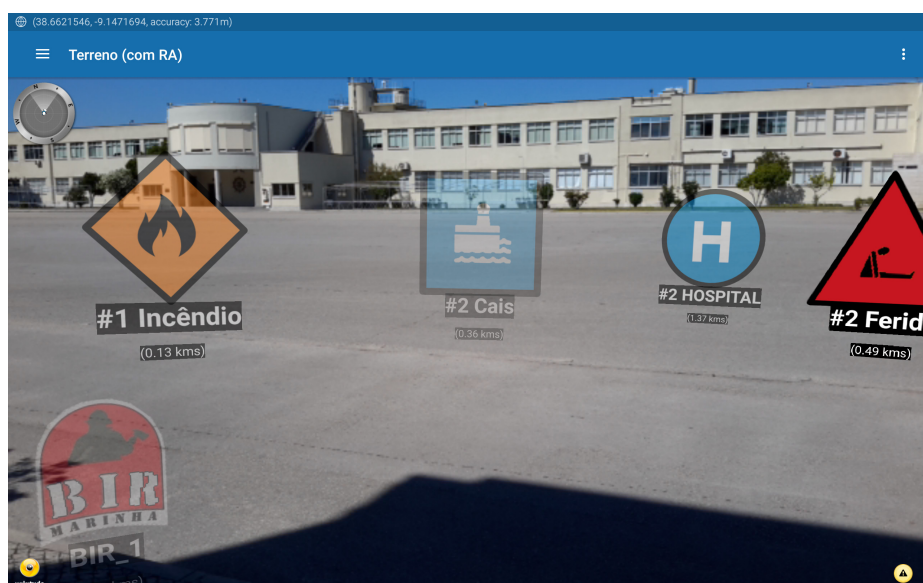 (38.6621546, -9.1471694, accuracy: 3.771m)
Terreno (com RA)
N
E
W
#1 Incêndio
(0.13 kms)
#2 Cais
(0.36 kms)
H
#2 HOSPITAL
(1.37 kms)
#2 Ferid
(0.49 kms)
BIR
MARINHA
BIR_1